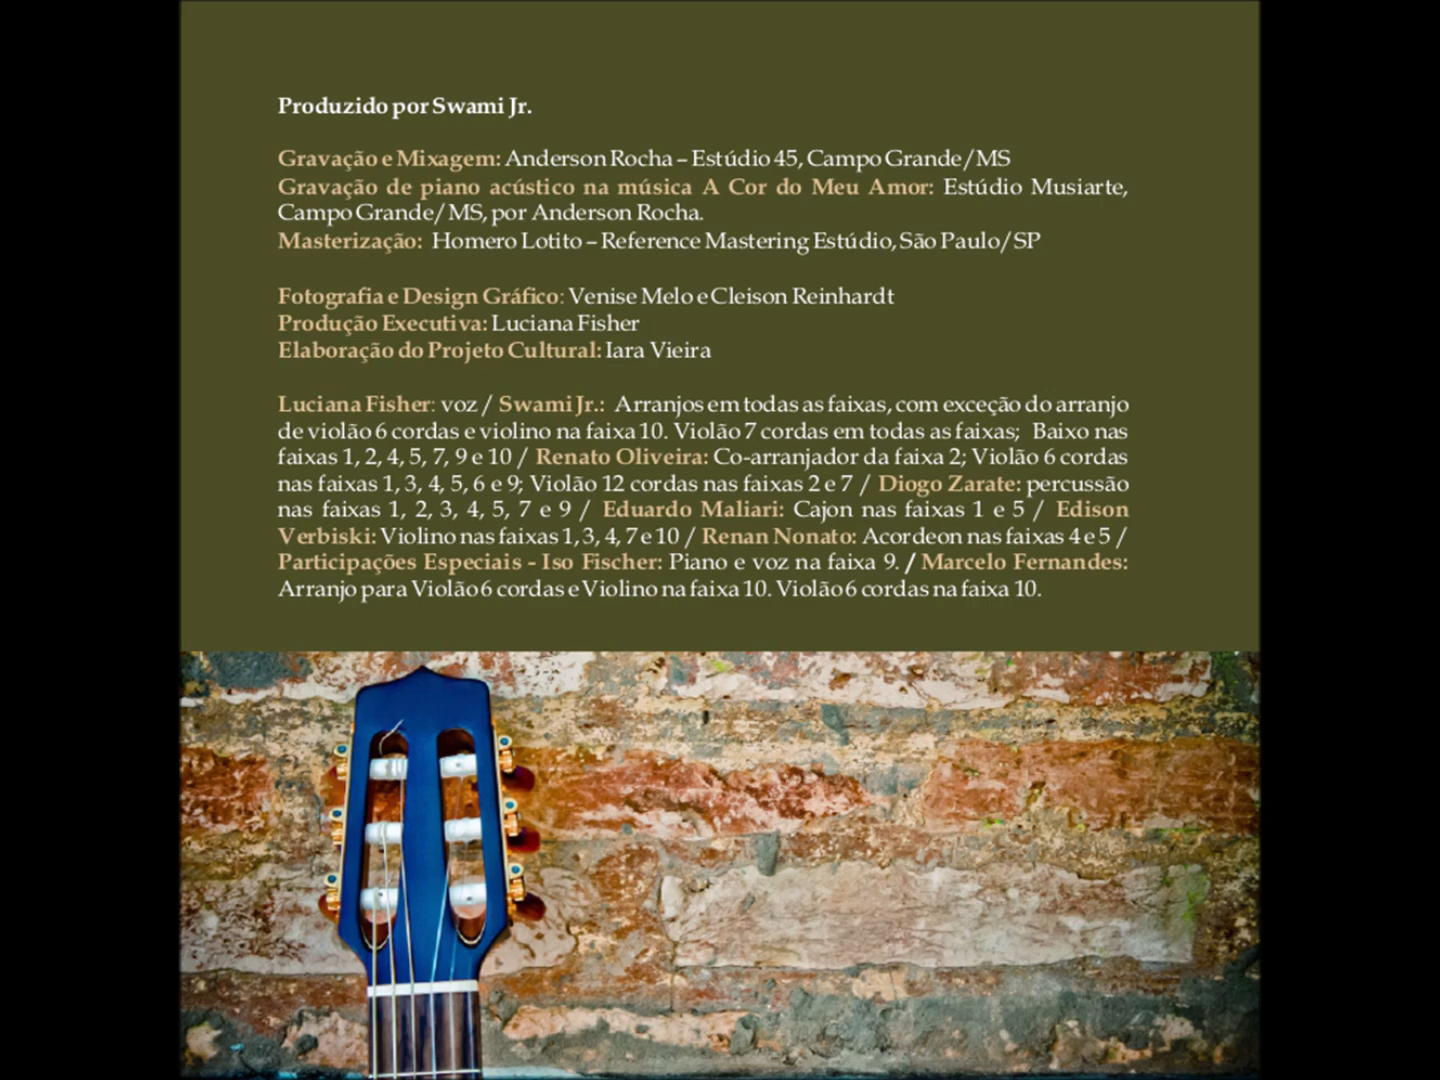 Produzido por Swami Jr.
Gravação e Mixagem: Anderson Rocha – Estúdio 45, Campo Grande/MS
Gravação de piano acústico na música A Cor do Meu Amor: Estúdio Musiarte,
Campo Grande/MS, por Anderson Rocha.
Masterização: Homero Lotito – Reference Mastering Estúdio, São Paulo/SP
Fotografia e Design Gráfico: Venise Melo e Cleison Reinhardt
Produção Executiva: Luciana Fisher
Elaboração do Projeto Cultural: Iara Vieira
Luciana Fisher: voz / Swami Jr.: Arranjos em todas as faixas, com exceção do arranjo
de violão 6 cordas e violino na faixa 10. Violão 7 cordas em todas as faixas; Baixo nas
faixas 1, 2, 4, 5, 7, 9 e 10 / Renato Oliveira: Co-arranjador da faixa 2; Violão 6 cordas
nas faixas 1, 3, 4, 5, 6 e 9; Violão 12 cordas nas faixas 2 e 7 / Diogo Zarate: percussão
nas faixas 1, 2, 3, 4, 5, 7 e 9 / Eduardo Maliari: Cajon nas faixas 1 e 5 / Edison
Verbiski: Violino nas faixas 1, 3, 4, 7 e 10 / Renan Nonato: Acordeon nas faixas 4 e 5 /
Participações Especiais - Iso Fischer: Piano e voz na faixa 9. / Marcelo Fernandes:
Arranjo para Violão 6 cordas e Violino na faixa 10. Violão 6 cordas na faixa 10.